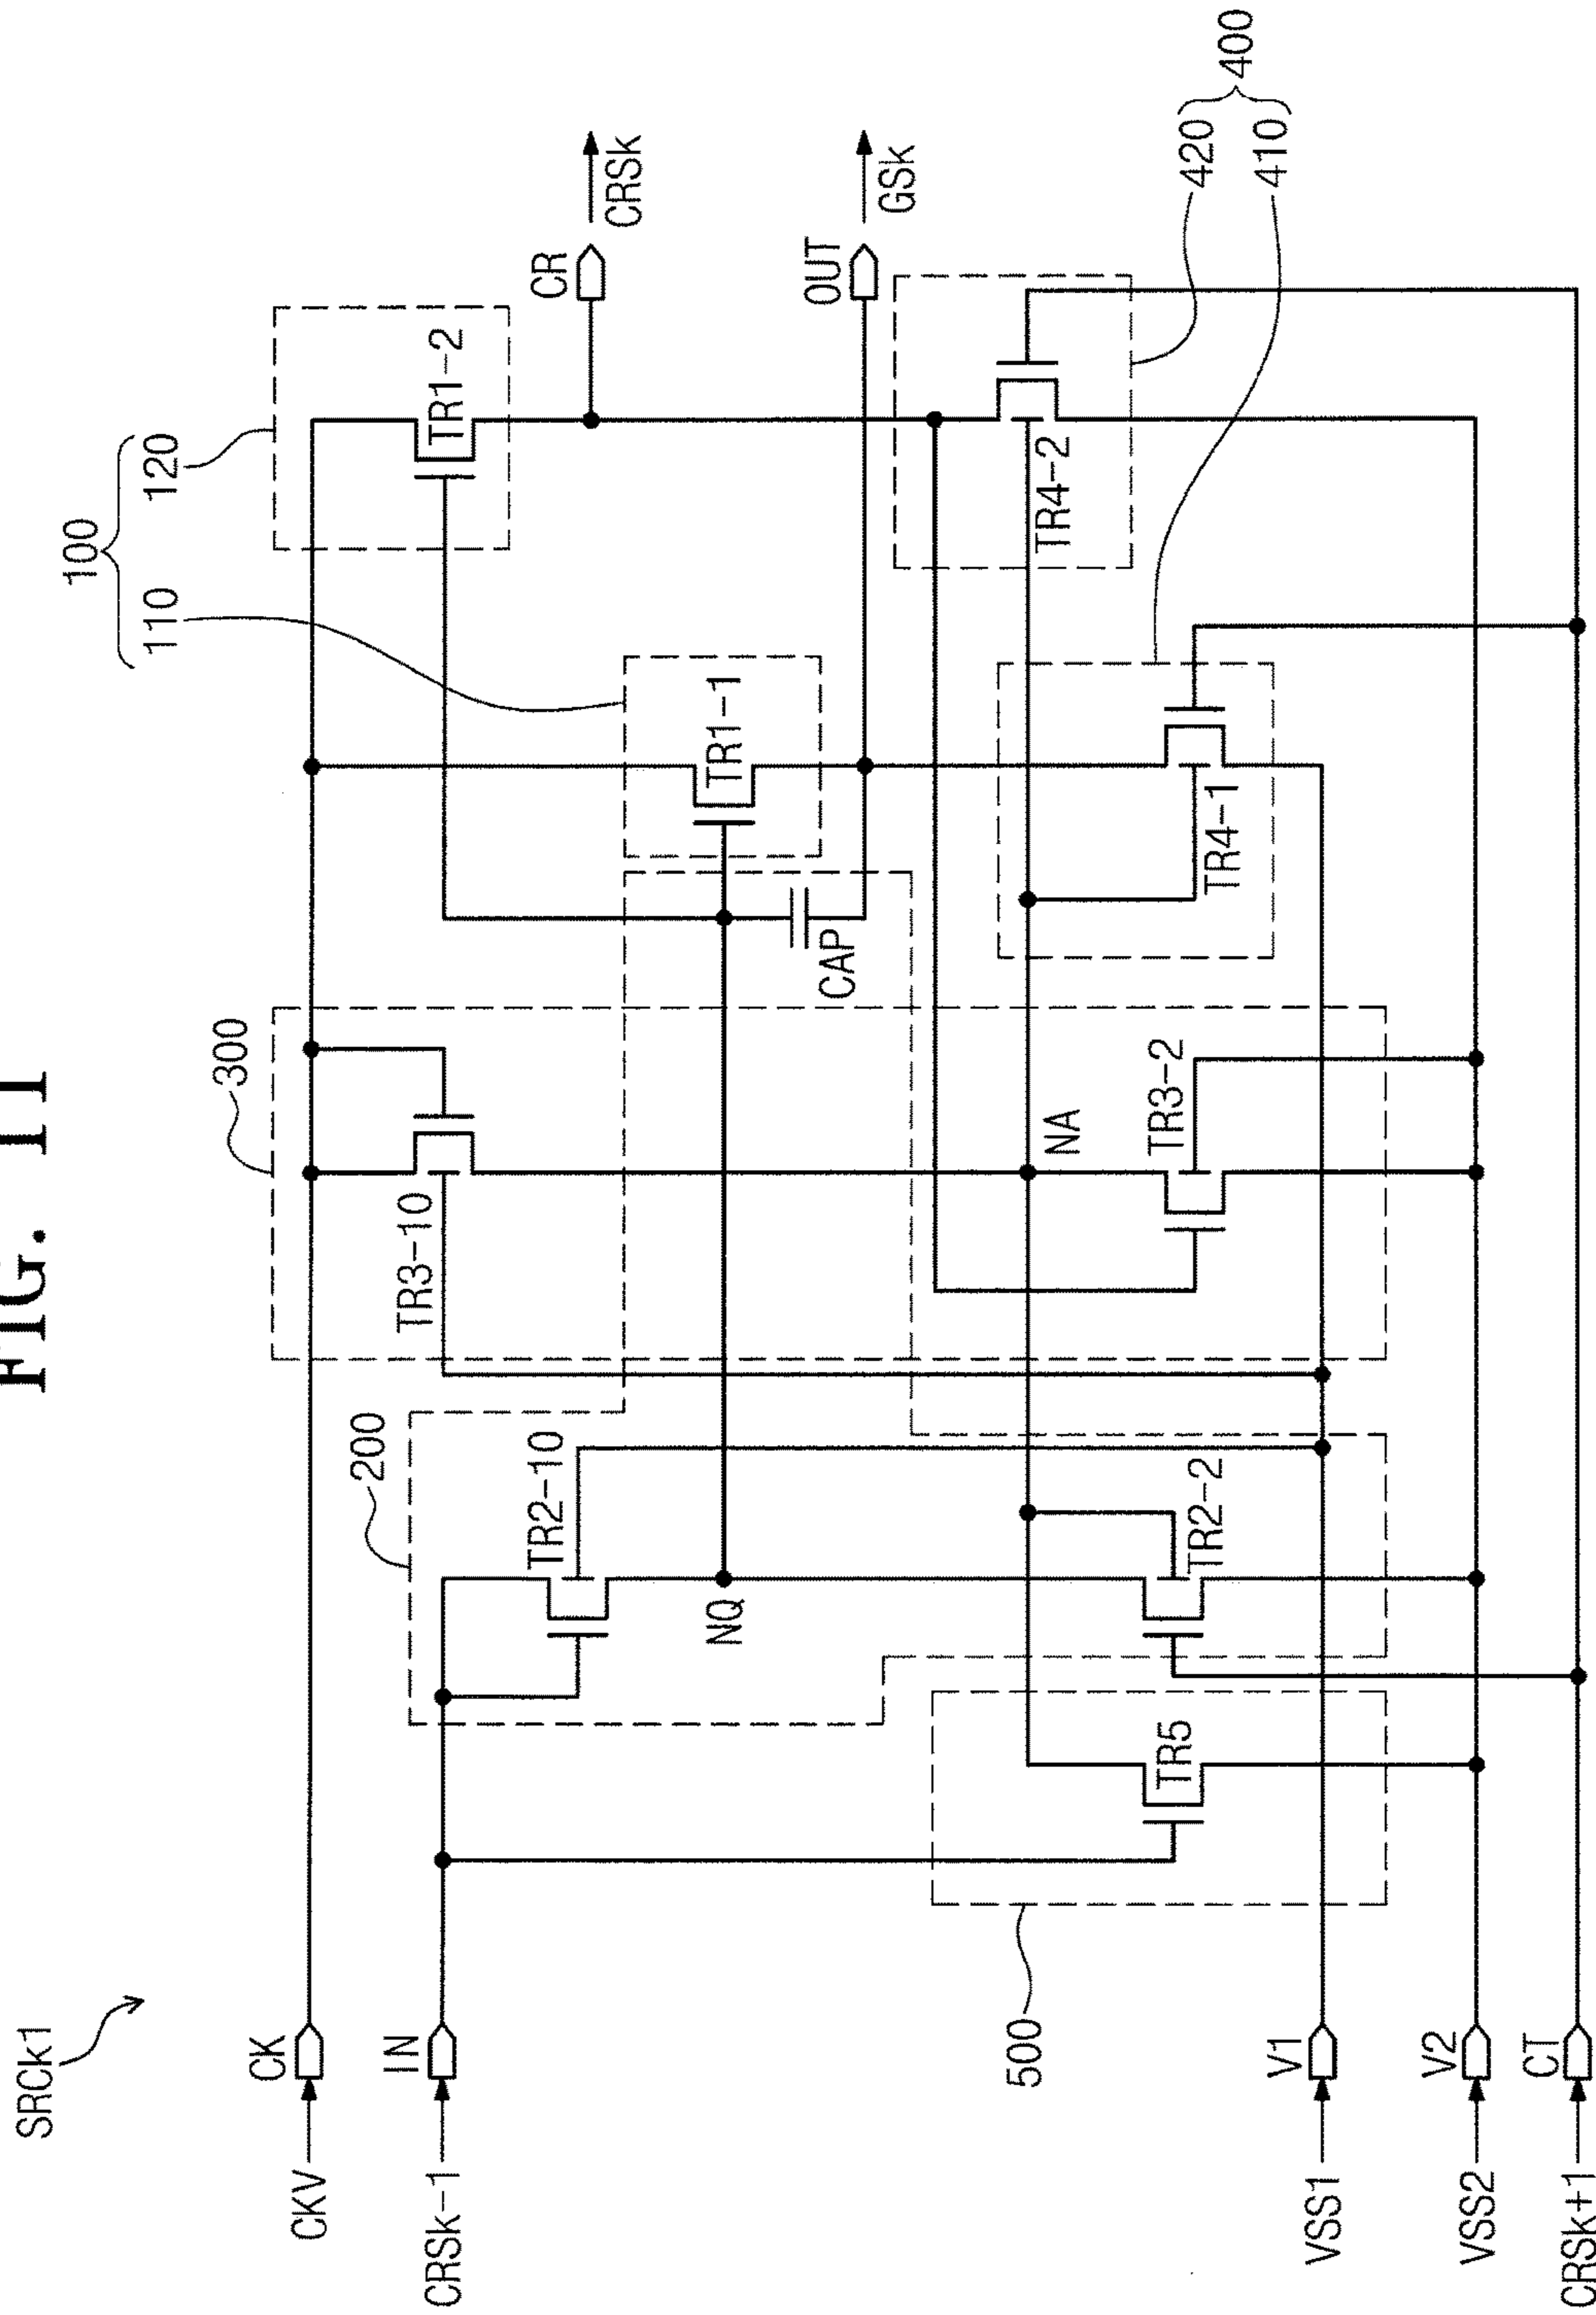 FIG. 11
SRCk1
100
110
120
300
200
CKV
CK
TR1-2
CR
CRSk
TR3-10
CRSk-1
IN
TR2-10
TR1-1
NQ
CAP
OUT
GSk
500
TR5
TR2-2
NA
TR3-2
TR4-1
TR4-2
420
410
400
VSS1
V1
VSS2
V2
CRSk+1
CT